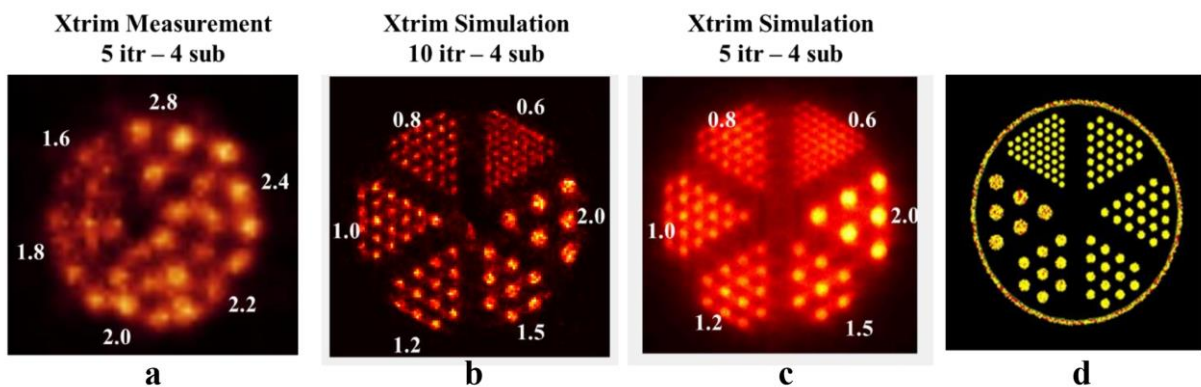 Xtrim Measurement
5 itr – 4 sub
Xtrim Simulation
10 itr – 4 sub
Xtrim Simulation
5 itr – 4 sub
2.8
1.6
2.4
1.8
2.2
2.0
0.8
0.6
1.0
2.0
1.2
1.5
0.8
0.6
1.0
2.0
1.2
1.5
a
b
c
d